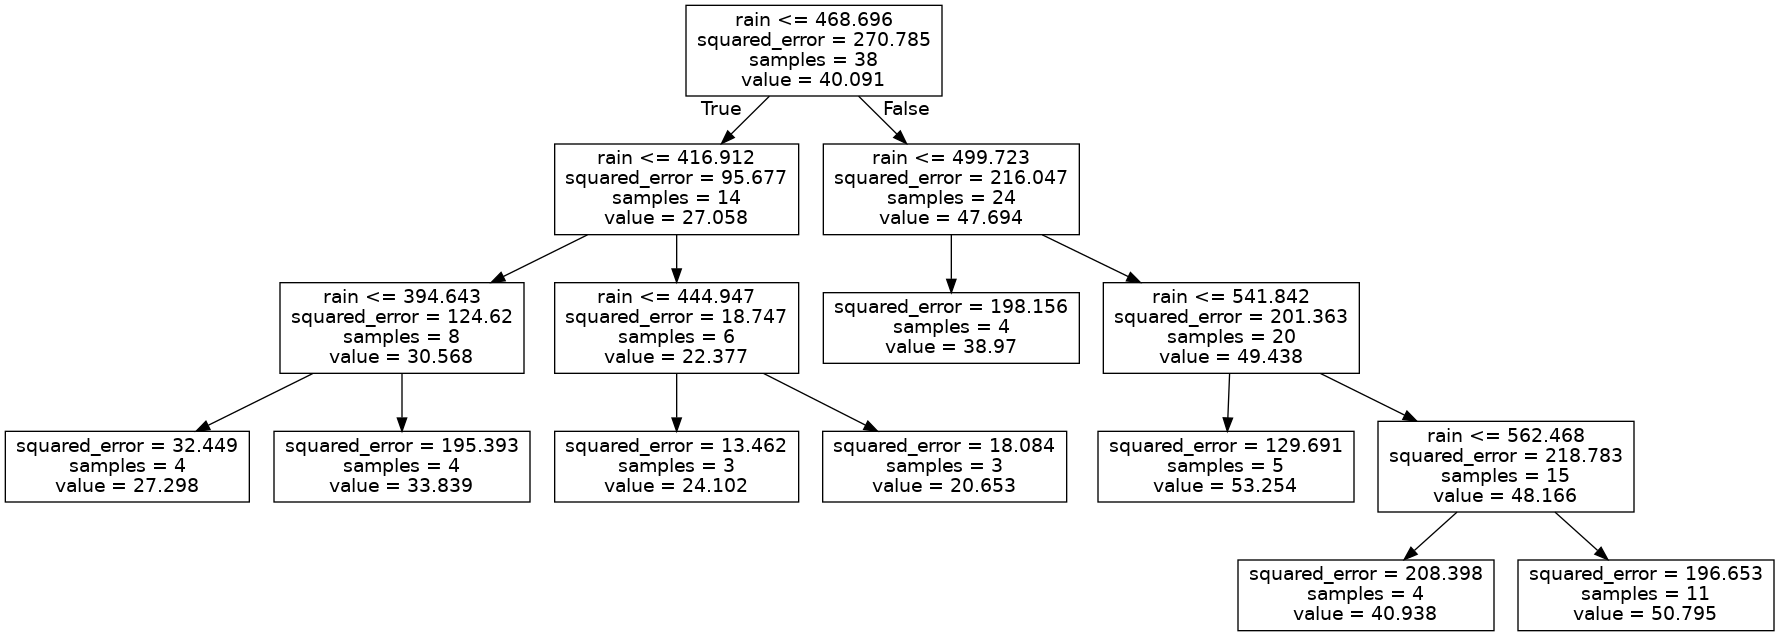 rain <= 468.696
squared_error = 270.785
samples = 38
value = 40.091
True
False
rain <= 416.912
squared_error = 95.677
samples = 14
value = 27.058
rain <= 499.723
squared_error = 216.047
samples = 24
value = 47.694
rain <= 394.643
squared_error = 124.62
samples = 8
value = 30.568
rain <= 444.947
squared_error = 18.747
samples = 6
value = 22.377
squared_error = 198.156
samples = 4
value = 38.97
rain <= 541.842
squared_error = 201.363
samples = 20
value = 49.438
squared_error = 32.449
samples = 4
value = 27.298
squared_error = 195.393
samples = 4
value = 33.839
squared_error = 13.462
samples = 3
value = 24.102
squared_error = 18.084
samples = 3
value = 20.653
squared_error = 129.691
samples = 5
value = 53.254
rain <= 562.468
squared_error = 218.783
samples = 15
value = 48.166
squared_error = 208.398
samples = 4
value = 40.938
squared_error = 196.653
samples = 11
value = 50.795